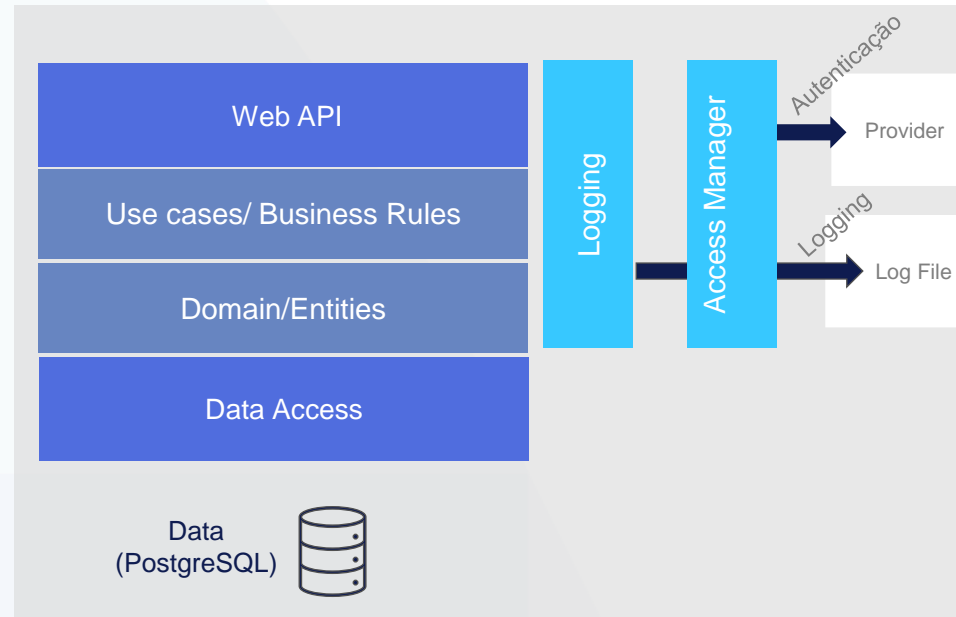 Web API
Use cases/ Business Rules
Domain/Entities
Data Access
Data
(PostgreSQL)
Logging
Access Manager
Autenticação
Provider
Logging
Log File